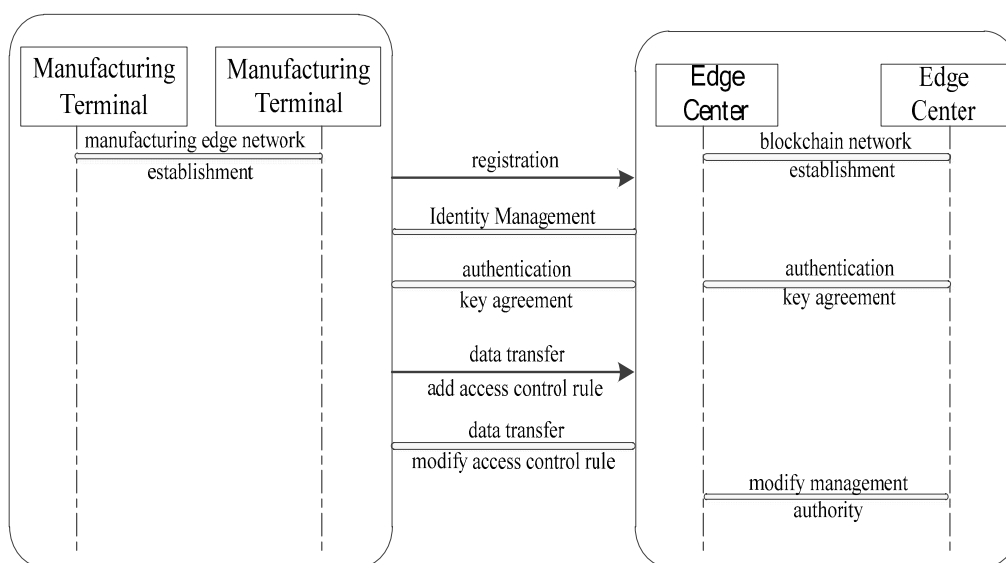 Manufacturing
Terminal
Manufacturing
Terminal
Edge
Center
Edge
Center
manufacturing edge network
establishment
blockchain network
establishment
registration
Identity Management
authentication
key agreement
authentication
key agreement
data transfer
add access control rule
data transfer
modify access control rule
modify management
authority